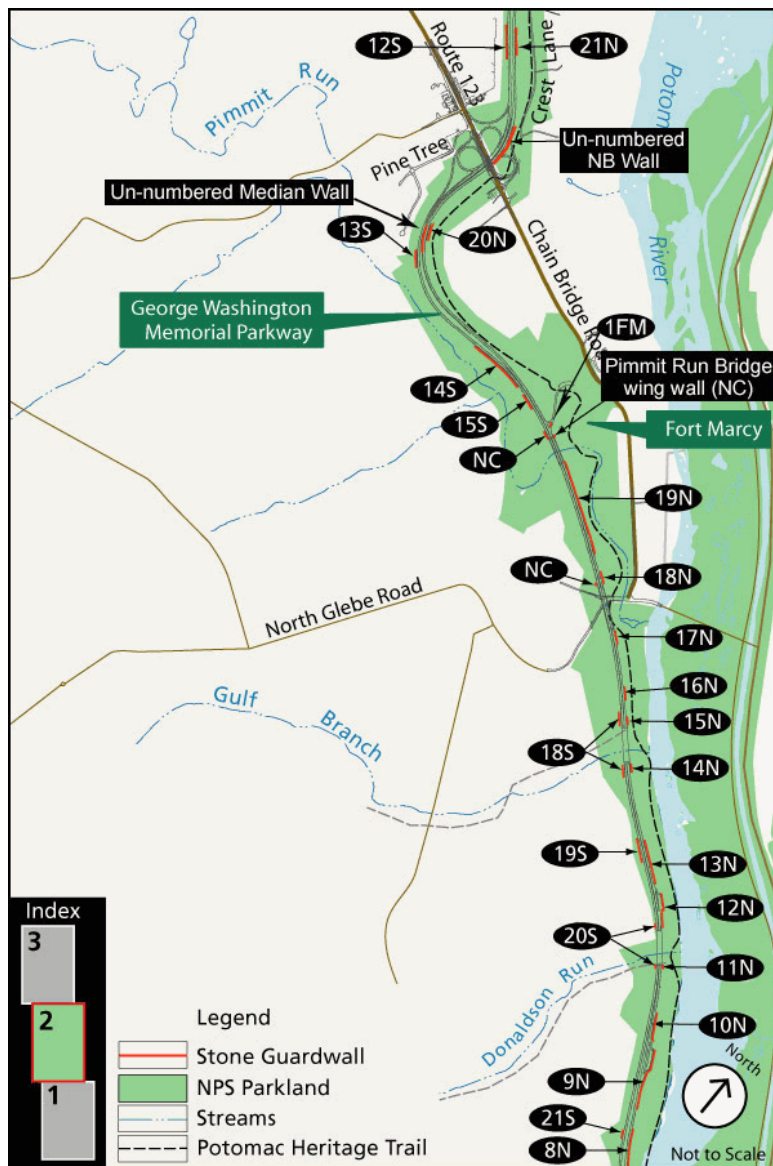 12S
21N
Route 123
Crest Lane
Potom
Pimmit Run
Pine Tree
Un-numbered
NB Wall
Un-numbered Median Wall
13S
20N
River
Chain Bridge Roa
George Washington
Memorial Parkway
1FM
Pimmit Run Bridge
wing wall (NC)
14S
15S
Fort Marcy
NC
19N
NC
18N
North Glebe Road
17N
16N
Gulf Branch
15N
18S
14N
19S
13N
12N
20S
11N
Donaldson Run
10N
9N
21S
8N
North
Not to Scale
Index
3
2
1
Legend
Stone Guardwall
NPS Parkland
Streams
Potomac Heritage Trail